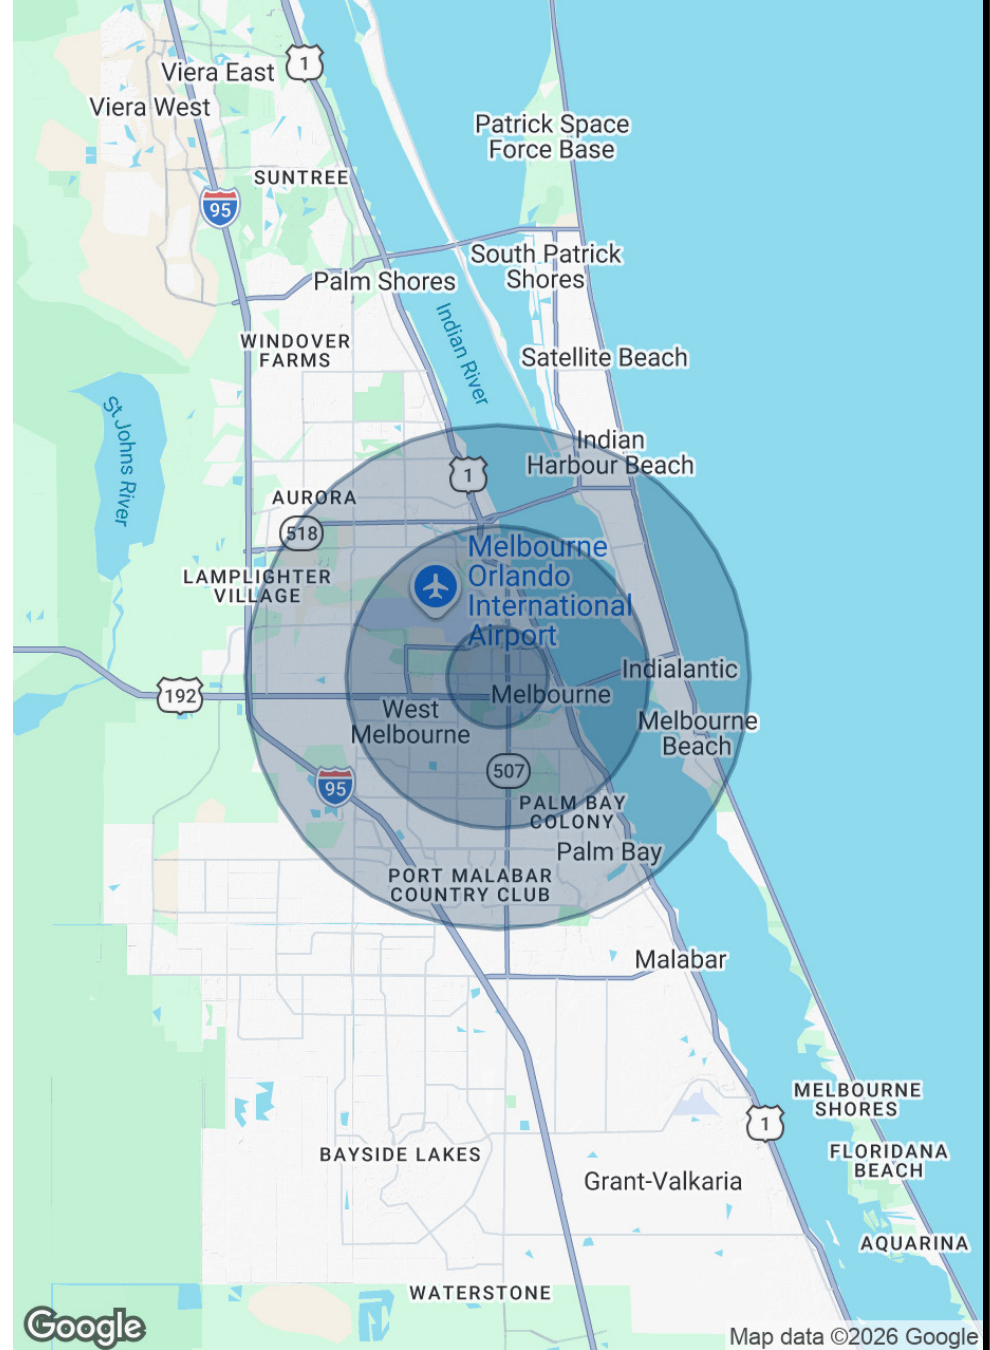 1
Viera East
Viera West
Patrick Space
Force Base
SUNTREE
95
South Patrick
Shores
Palm Shores
Indian River
WINDOVER
FARMS
Satellite Beach
St Johns River
Indian
Harbour Beach
1
AURORA
518
Melbourne
Orlando
International
Airport
LAMPLIGHTER
VILLAGE
Indialantic
192
Melbourne
West
Melbourne
Melbourne
Beach
507
95
PALM BAY
COLONY
Palm Bay
PORT MALABAR
COUNTRY CLUB
Malabar
MELBOURNE
SHORES
1
BAYSIDE LAKES
FLORIDANA
BEACH
Grant-Valkaria
AQUARINA
WATERSTONE
Google
Map data ©2026 Google